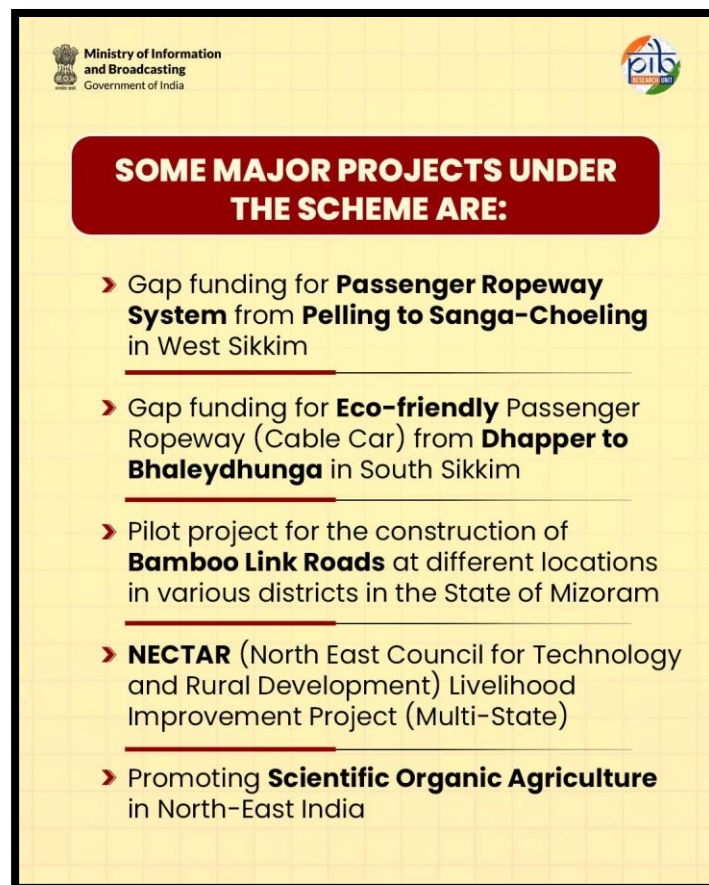 Ministry of Information
and Broadcasting
Government of India
pib
RESEARCH UNIT
SOME MAJOR PROJECTS UNDER
THE SCHEME ARE:
Gap funding for Passenger Ropeway
System from Pelling to Sanga-Choeling
in West Sikkim
Gap funding for Eco-friendly Passenger
Ropeway (Cable Car) from Dhapper to
Bhaleydhunga in South Sikkim
Pilot project for the construction of
Bamboo Link Roads at different locations
in various districts in the State of Mizoram
NECTAR (North East Council for Technology
and Rural Development) Livelihood
Improvement Project (Multi-State)
Promoting Scientific Organic Agriculture
in North-East India